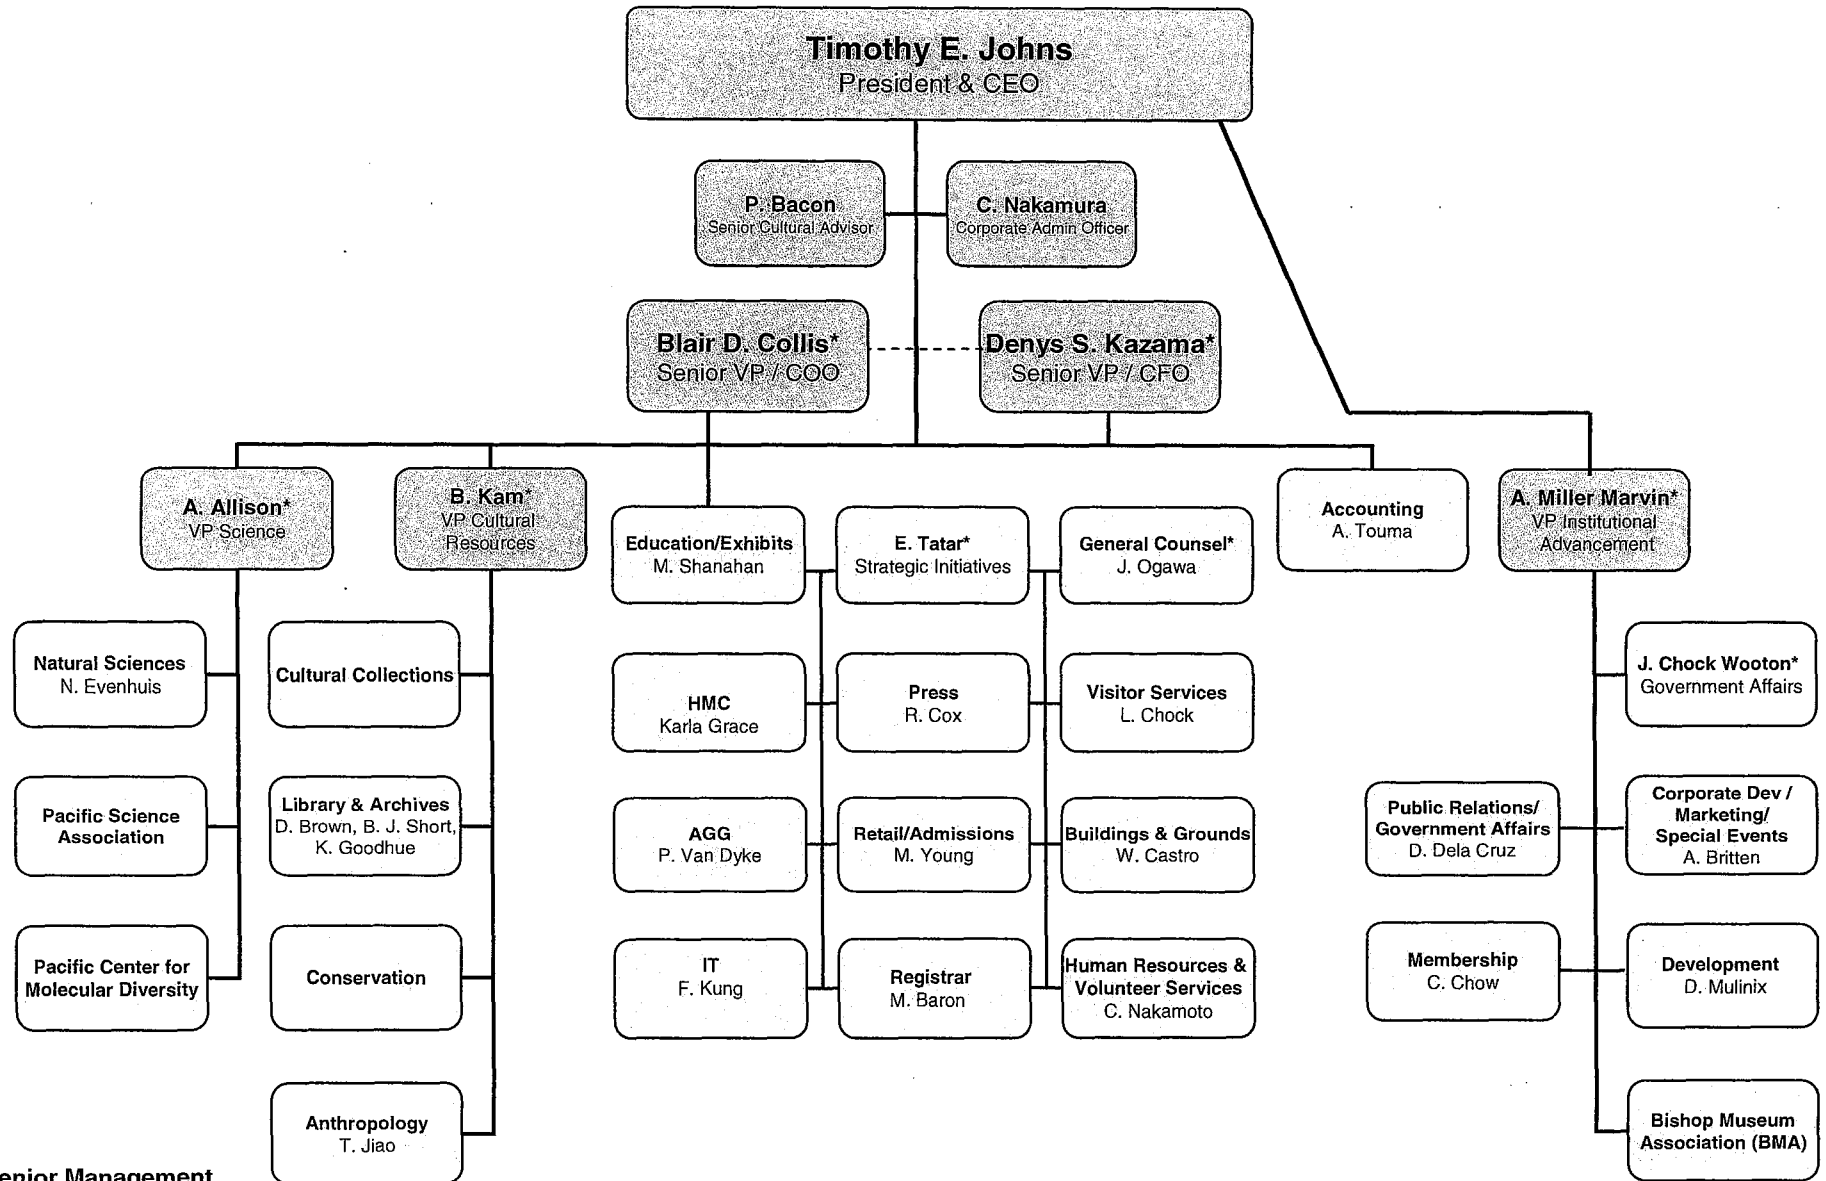 Timothy E. Johns
President & CEO
P. Bacon
Senior Cultural Advisor
C. Nakamura
Corporate Admin Officer
Blair D. Collis*
Senior VP / COO
Denys S. Kazama*
Senior VP / CFO
A. Allison*
VP Science
B. Kam*
VP Cultural
Resources
Education/Exhibits
M. Shanahan
E. Tatar*
Strategic Initiatives
General Counsel*
J. Ogawa
Accounting
A. Touma
A. Miller Marvin*
VP Institutional
Advancement
Natural Sciences
N. Evenhuis
Cultural Collections
HMC
Karla Grace
Press
R. Cox
Visitor Services
L. Chock
J. Chock Wooton*
Government Affairs
Pacific Science
Association
Library & Archives
D. Brown, B. J. Short,
K. Goodhue
AGG
P. Van Dyke
Retail/Admissions
M. Young
Buildings & Grounds
W. Castro
Public Relations/
Government Affairs
D. Dela Cruz
Corporate Dev /
Marketing/
Special Events
A. Britten
Pacific Center for
Molecular Diversity
Conservation
IT
F. Kung
Registrar
M. Baron
Human Resources &
Volunteer Services
C. Nakamoto
Membership
C. Chow
Development
D. Mulinix
Anthropology
T. Jiao
Bishop Museum
Association (BMA)
enior Management